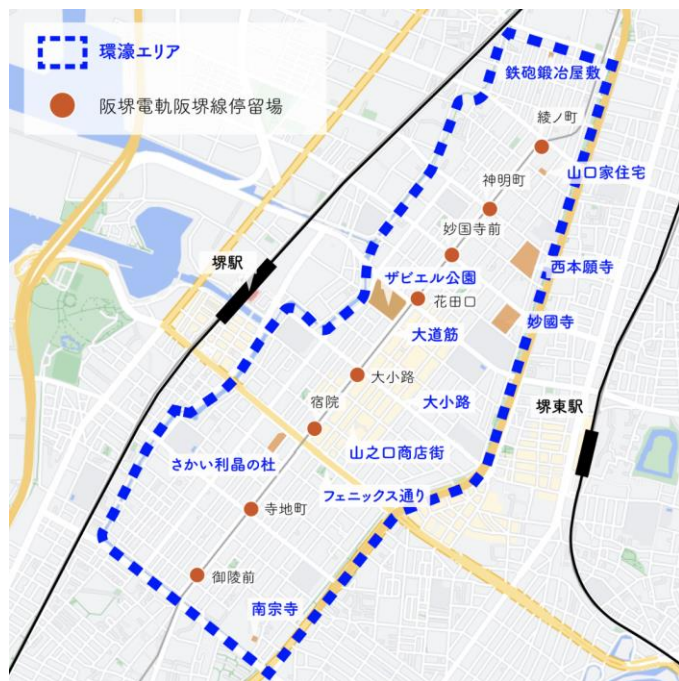 環濠エリア
阪堺電軌阪堺線停留場
鉄砲鍛冶屋敷
綾ノ町
山口家住宅
神明町
妙国寺前
西本願寺
堺駅
ザビエル公園
花田口
妙國寺
大道筋
大小路
大小路
堺東駅
宿院
山之口商店街
さかい利晶の杜
フェニックス通り
寺地町
御陵前
南宗寺